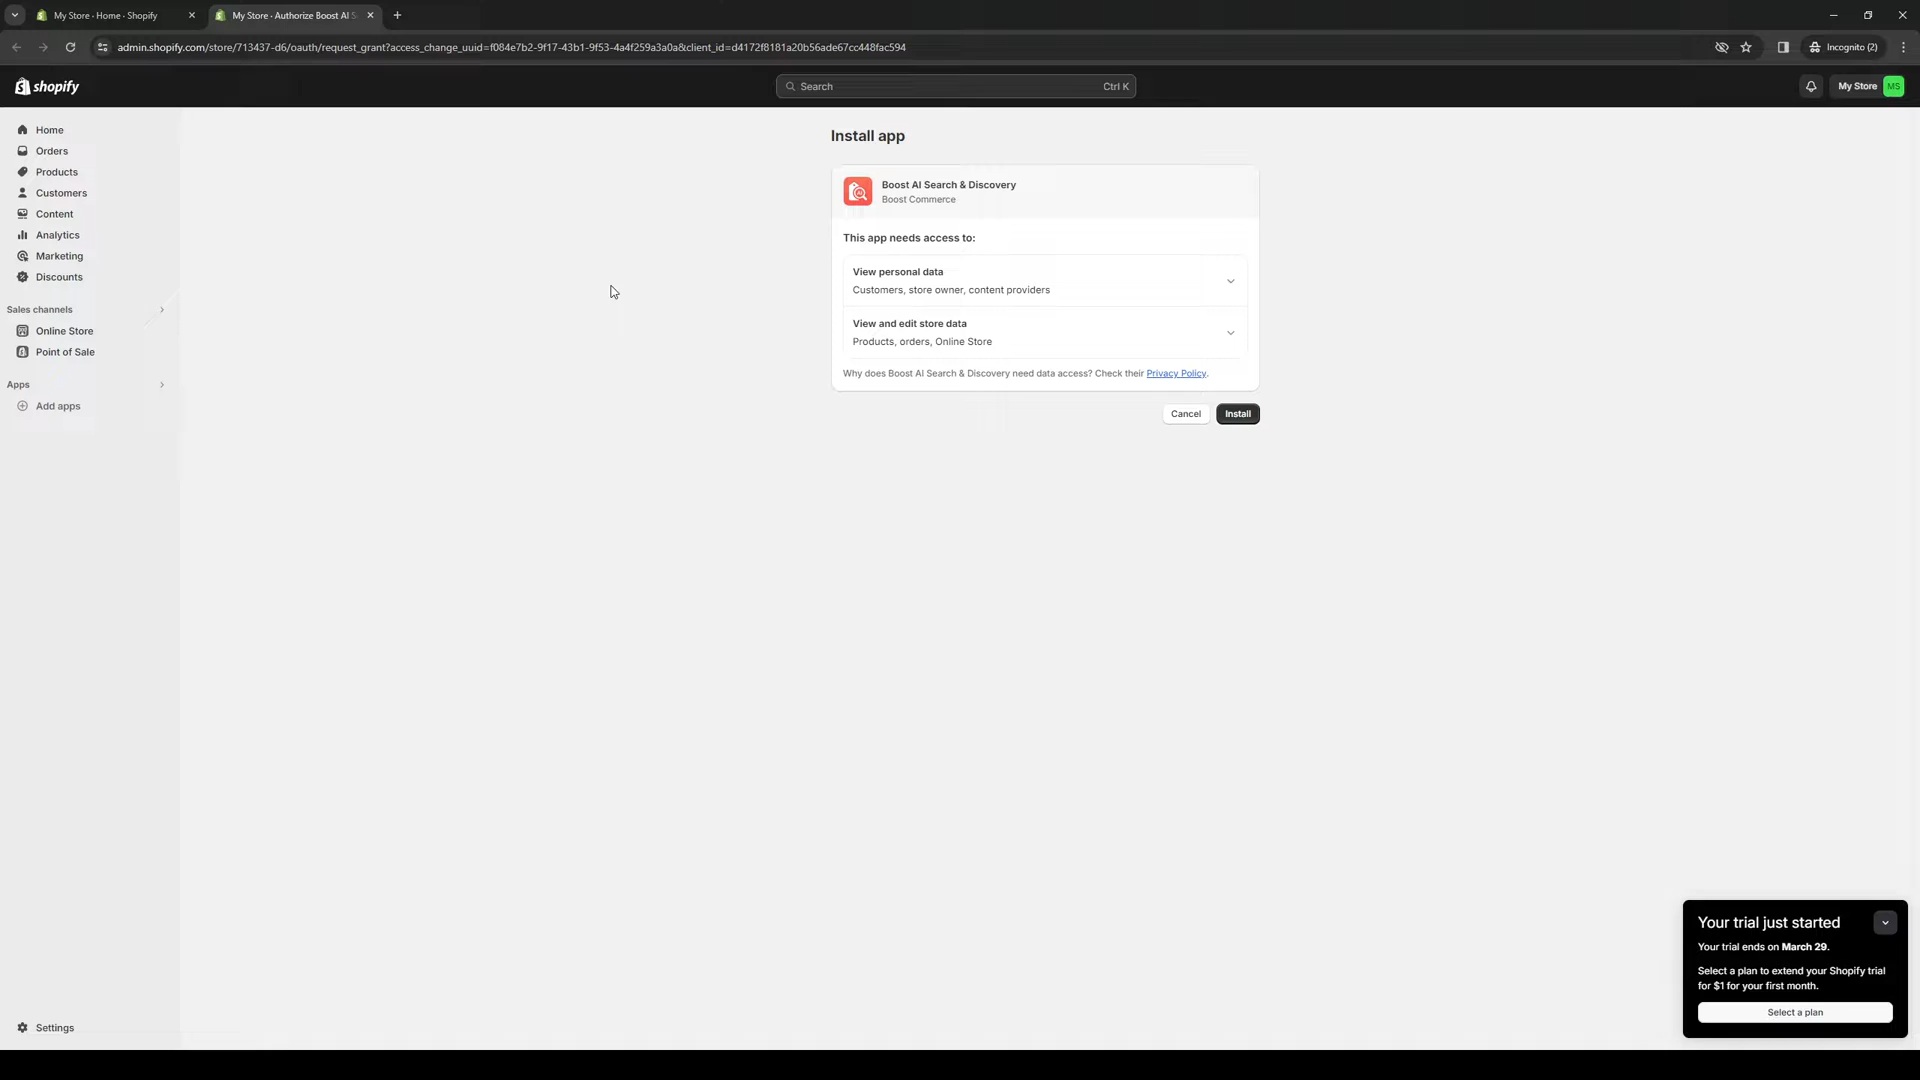 My Store · Home · Shopify
My Store · Authorize Boost AI S
admin.shopify.com/store/713437-d6/oauth/request_grant?access_change_uuid=f084e7b2-9f17-43b1-9f53-4a4f259a3a0a&client_id=d4172f8181a20b56ade67cc448fac594
Incognito (2)
shopify
Search
Ctrl K
My Store
MS
Home
Orders
Products
Customers
Content
Analytics
Marketing
Discounts
Sales channels
Online Store
Point of Sale
Apps
Add apps
Settings
Install app
Boost AI Search & Discovery
Boost Commerce
This app needs access to:
View personal data
Customers, store owner, content providers
View and edit store data
Products, orders, Online Store
Why does Boost AI Search & Discovery need data access? Check their Privacy Policy.
Cancel
Install
Your trial just started
Your trial ends on March 29.
Select a plan to extend your Shopify trial
for $1 for your first month.
Select a plan